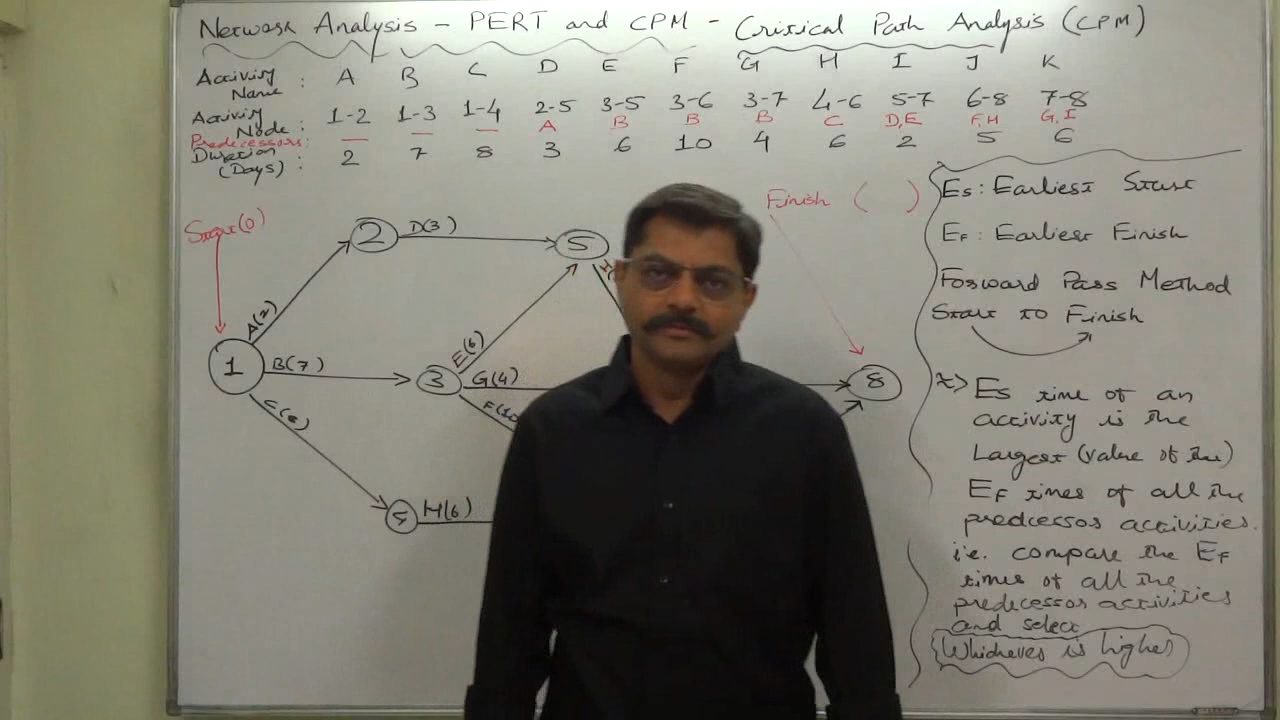 Network Analysis - PERT and CPM - Critical Path Analysis (CPM)
Activity Name : A B C D E F G H I J K
Activity Node : 1-2 1-3 1-4 2-5 3-5 3-6 3-7 4-6 5-7 6-8 7-8
Predecessors: — — — A B B B C D,E F,H G,I
Duration (Days) : 2 7 8 3 6 10 4 6 2 5 6
Start(0)
Finish ( )
2
D(3)
5
A(2)
1
B(7)
3
E(6)
G(4)
F(10
8
C(8)
4
H(6)
Es : Earliest Start
EF : Earliest Finish
Forward Pass Method
Start to Finish
Es time of an
activity is the
Largest (value of the)
EF times of all the
predcessor activities.
i.e. compare the EF
times of all the
predecessor activities
and select
Whichever is higher